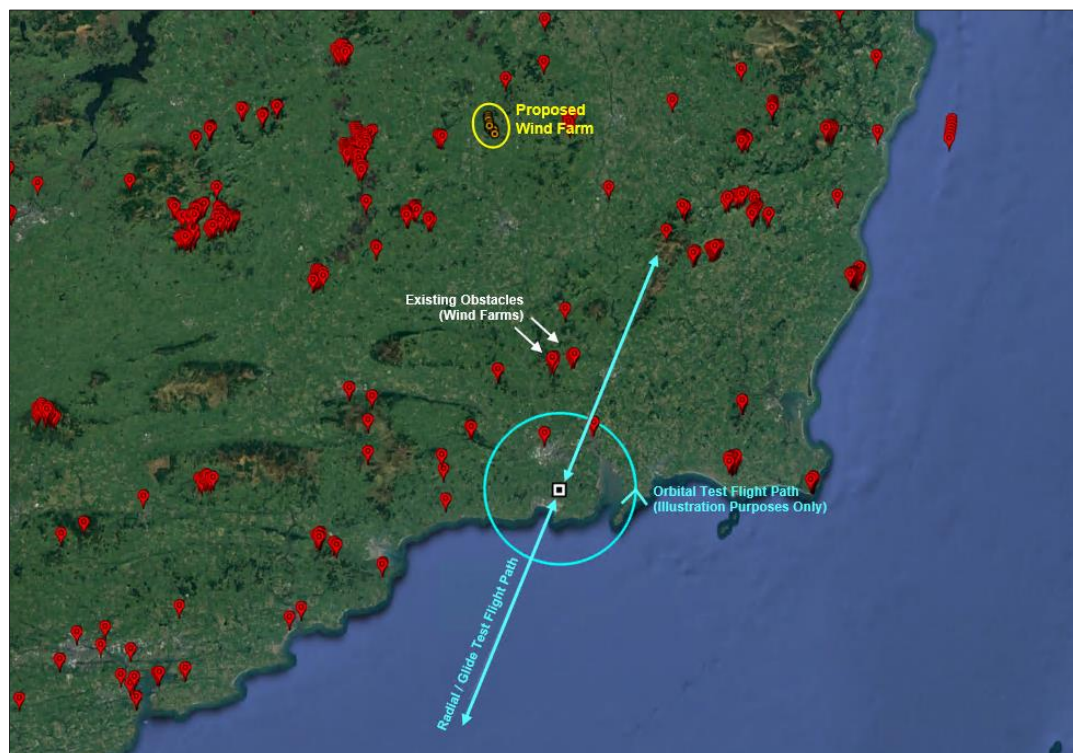 Proposed
Wind Farm
Existing Obstacles
(Wind Farms)
Orbital Test Flight Path
(Illustration Purposes Only)
Radial / Glide Test Flight Path